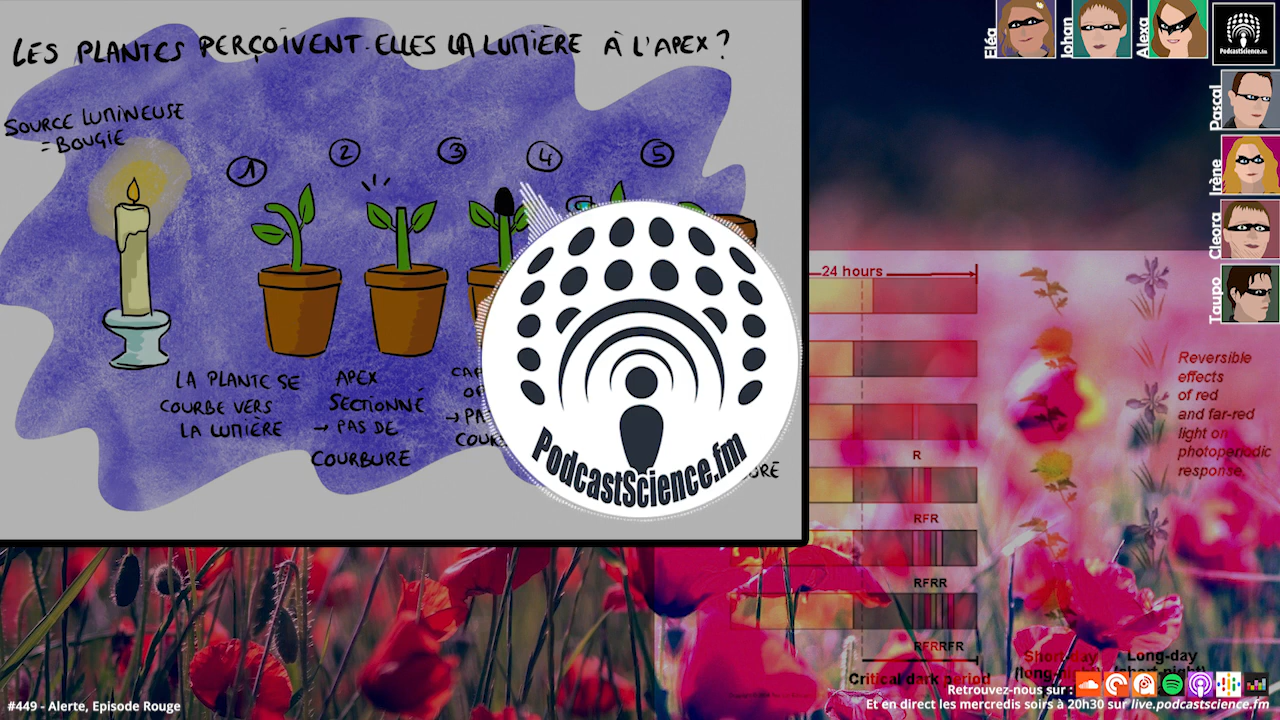 LES PLANTES PERÇOIVENT-ELLES LA LUMIÈRE À L'APEX ?
SOURCE LUMINEUSE
= BOUGIE
1
2
3
4
5
LA PLANTE SE
COURBE VERS
LA LUMIÈRE
APEX
SECTIONNÉ
→ PAS DE
COURBURE
PodcastScience.fm
Eléa
Johan
Alexa
PodcastScience.fm
Pascal
Irène
Cleora
Taupo
24 hours
R
RFR
RFRR
RFRRFR
Critical dark period
Short-day
Long-day
Reversible
effects
of red
and far-red
light on
photoperiodic
response.
#449 - Alerte, Episode Rouge
Retrouvez-nous sur :
Et en direct les mercredis soirs à 20h30 sur live.podcastscience.fm